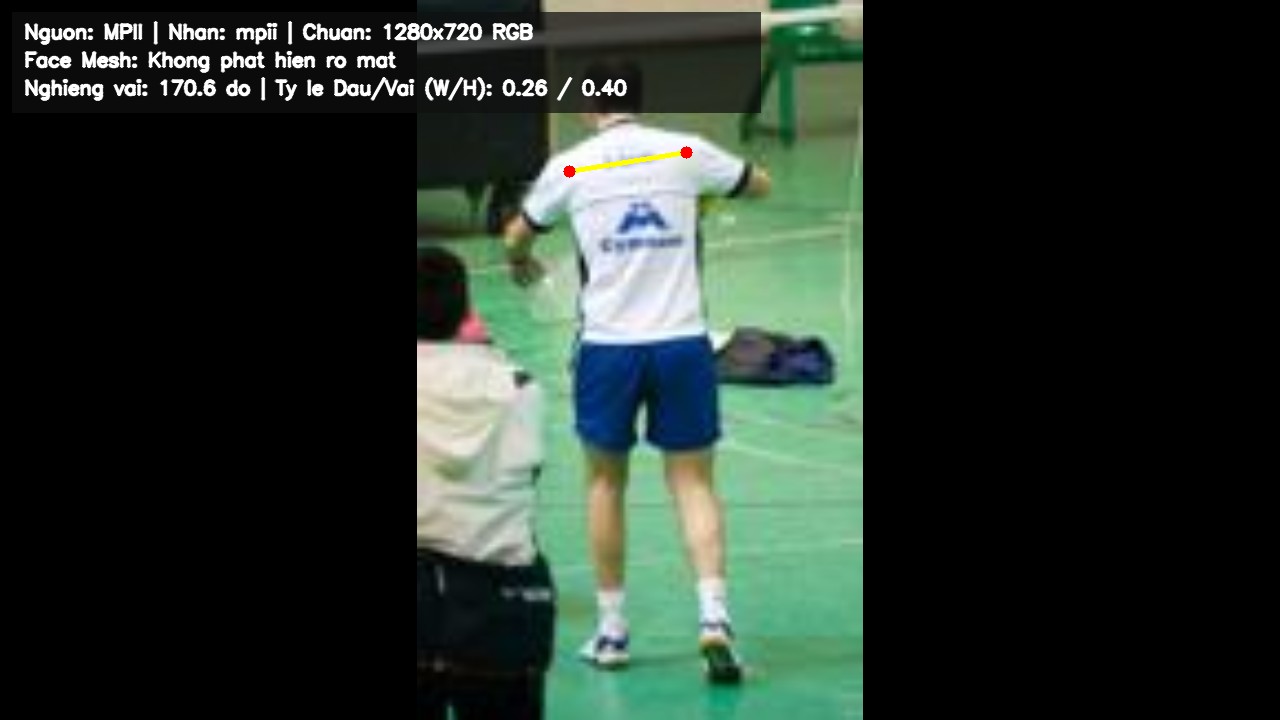 Nguon: MPII | Nhan: mpii | Chuan: 1280x720 RGB
Face Mesh: Khong phat hien ro mat
Nghieng vai: 170.6 do | Ty le Dau/Vai (W/H): 0.26 / 0.40